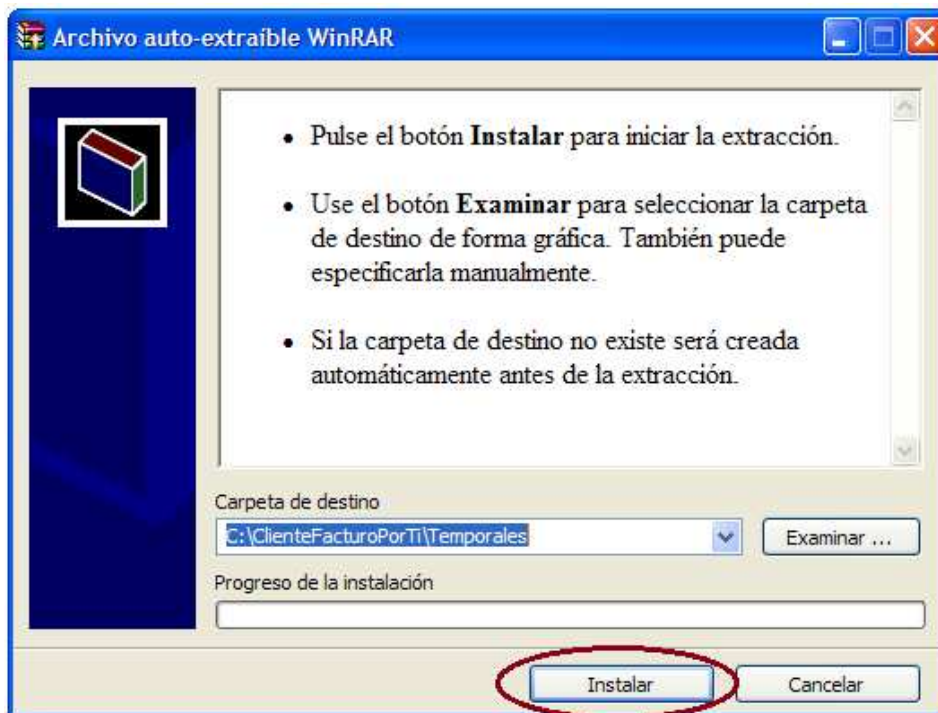 Archivo auto-extraíble WinRAR
Pulse el botón Instalar para iniciar la extracción.
Use el botón Examinar para seleccionar la carpeta
de destino de forma gráfica. También puede
especificarla manualmente.
Si la carpeta de destino no existe será creada
automáticamente antes de la extracción.
Carpeta de destino
C:\ClienteFacturoPorTi\Temporales
Examinar ...
Progreso de la instalación
Instalar
Cancelar